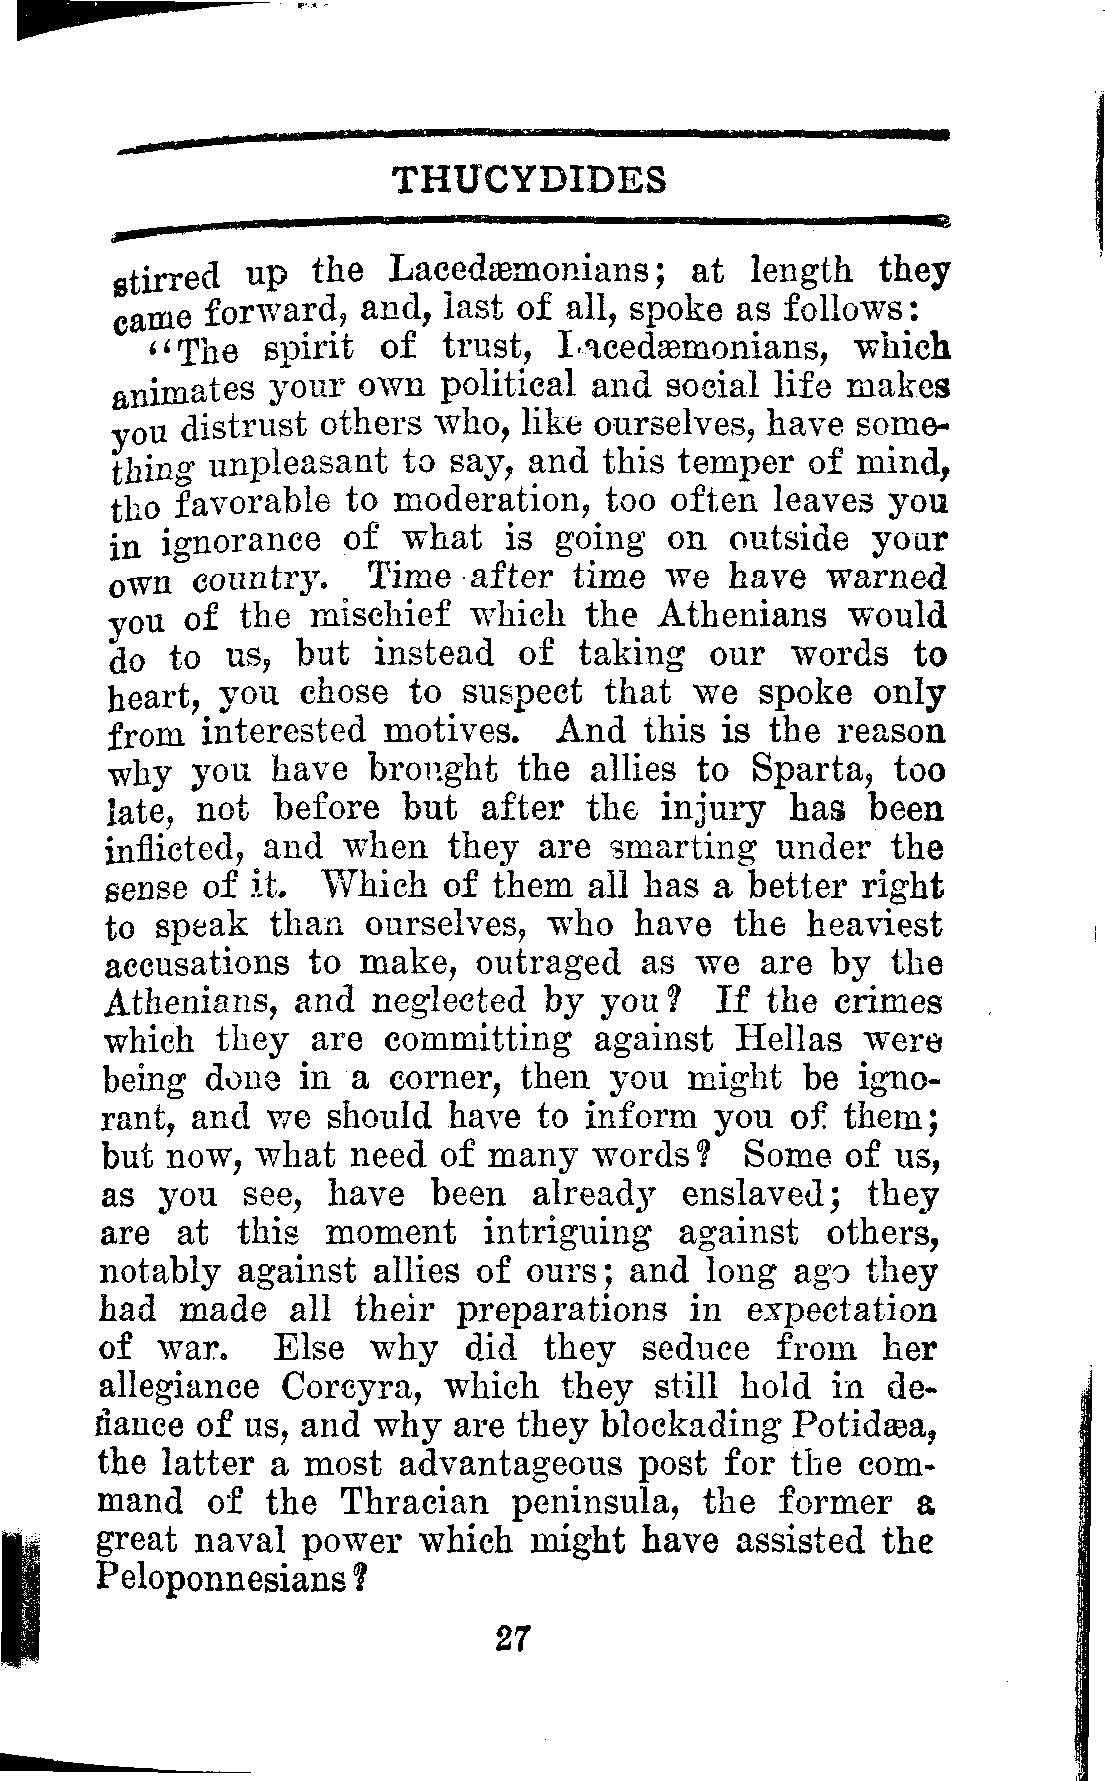 THUCYDIDES
stirred up the Lacedæmonians; at length they
came forward, and, last of all, spoke as follows:
"The spirit of trust, Lacedæmonians, which
animates your own political and social life makes
you distrust others who, like ourselves, have some-
thing unpleasant to say, and this temper of mind,
tho favorable to moderation, too often leaves you
in ignorance of what is going on outside your
own country. Time after time we have warned
you of the mischief which the Athenians would
do to us, but instead of taking our words to
heart, you chose to suspect that we spoke only
from interested motives. And this is the reason
why you have brought the allies to Sparta, too
late, not before but after the injury has been
inflicted, and when they are smarting under the
sense of it. Which of them all has a better right
to speak than ourselves, who have the heaviest
accusations to make, outraged as we are by the
Athenians, and neglected by you? If the crimes
which they are committing against Hellas were
being done in a corner, then you might be igno-
rant, and we should have to inform you of them;
but now, what need of many words? Some of us,
as you see, have been already enslaved; they
are at this moment intriguing against others,
notably against allies of ours; and long ago they
had made all their preparations in expectation
of war. Else why did they seduce from her
allegiance Corcyra, which they still hold in de-
fiance of us, and why are they blockading Potidæa,
the latter a most advantageous post for the com-
mand of the Thracian peninsula, the former a
great naval power which might have assisted the
Peloponnesians?
27